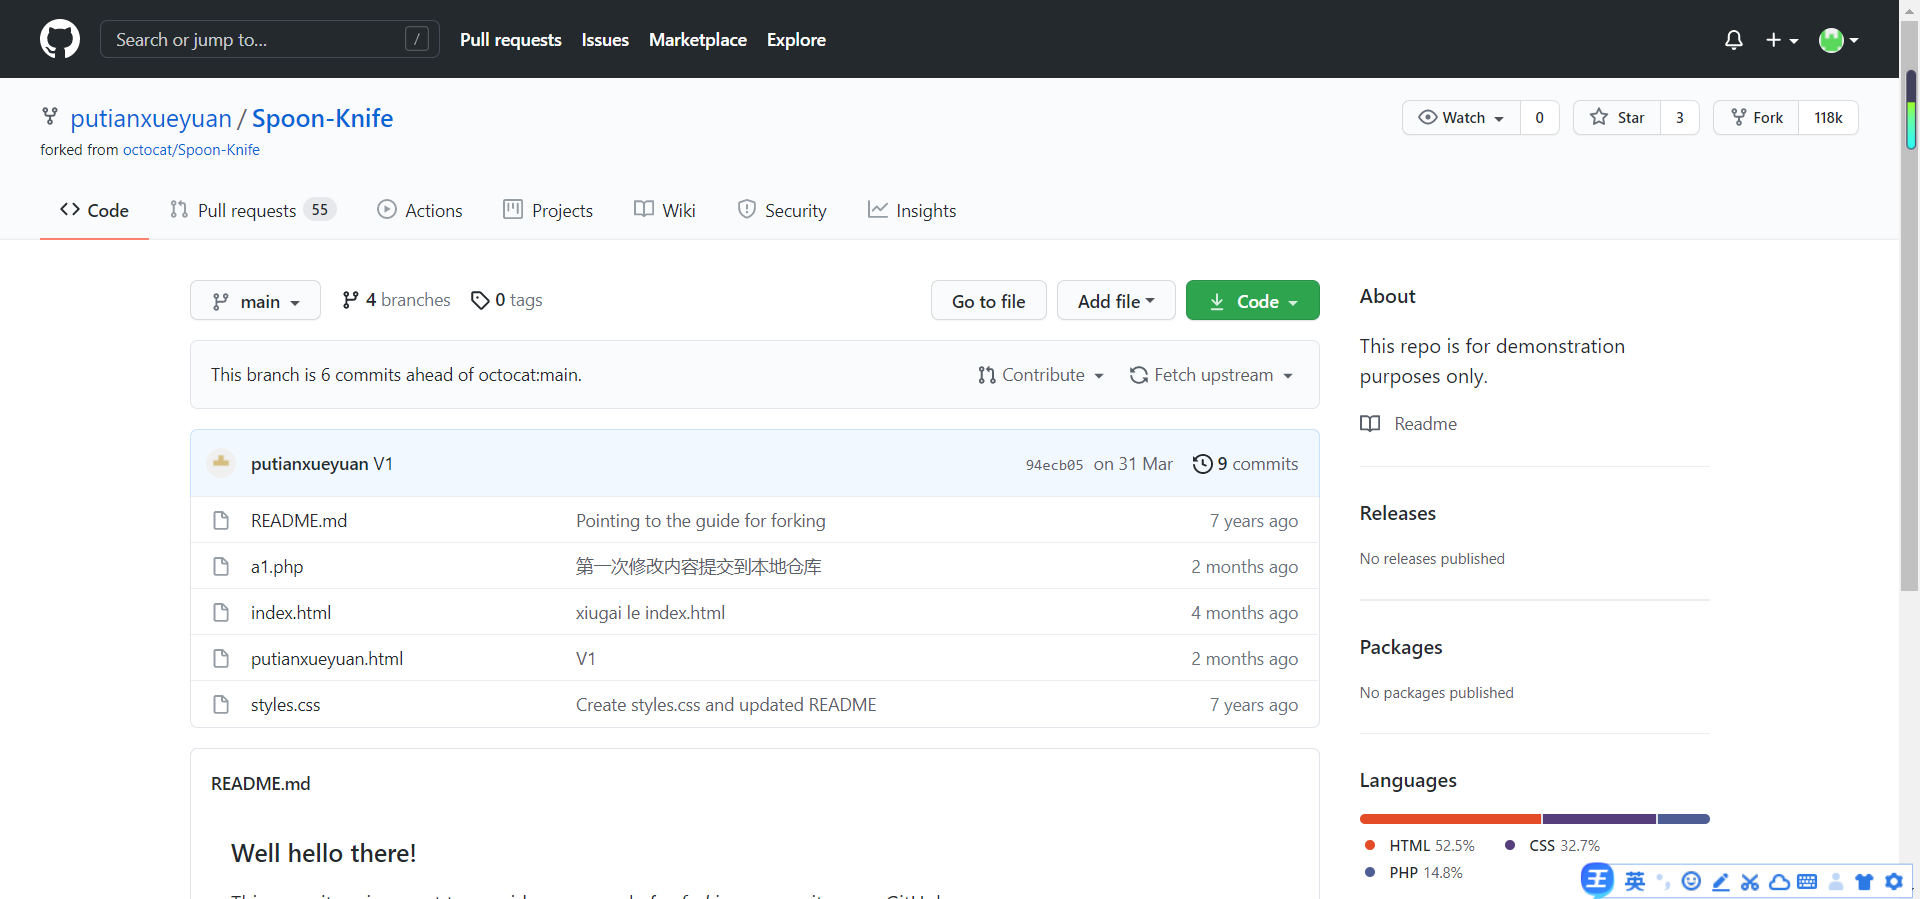 Search or jump to... /
Pull requests Issues Marketplace Explore
putianxueyuan / Spoon-Knife
forked from octocat/Spoon-Knife
Watch 0 Star 3 Fork 118k
Code Pull requests 55 Actions Projects Wiki Security Insights
main 4 branches 0 tags Go to file Add file Code
This branch is 6 commits ahead of octocat:main. Contribute Fetch upstream
putianxueyuan V1 94ecb05 on 31 Mar 9 commits
README.md Pointing to the guide for forking 7 years ago
a1.php 第一次修改内容提交到本地仓库 2 months ago
index.html xiugai le index.html 4 months ago
putianxueyuan.html V1 2 months ago
styles.css Create styles.css and updated README 7 years ago
README.md
Well hello there!
About
This repo is for demonstration
purposes only.
Readme
Releases
No releases published
Packages
No packages published
Languages
HTML 52.5% CSS 32.7%
PHP 14.8%
王 英